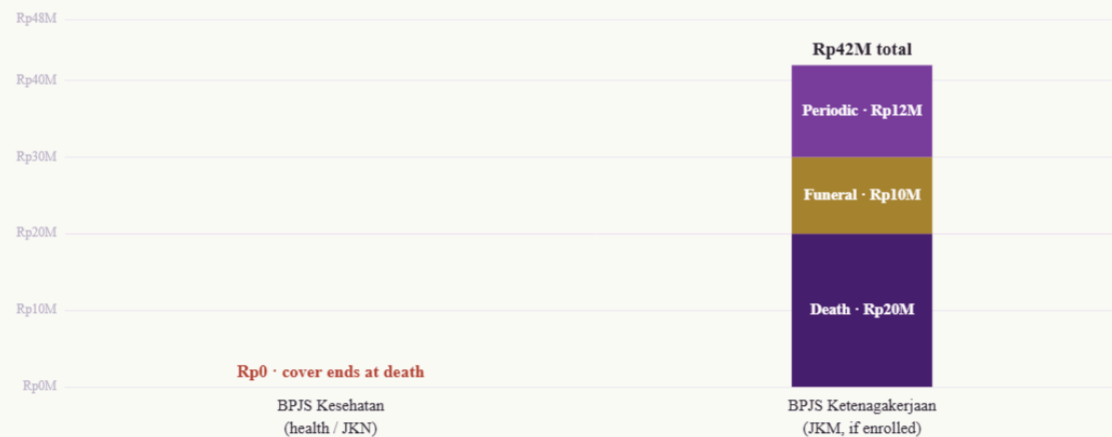 Rp48M
Rp42M total
Rp40M
Periodic · Rp12M
Rp30M
Funeral · Rp10M
Rp20M
Rp10M
Death · Rp20M
Rp0 · cover ends at death
Rp0M
BPJS Kesehatan
(health / JKN)
BPJS Ketenagakerjaan
(JKM, if enrolled)